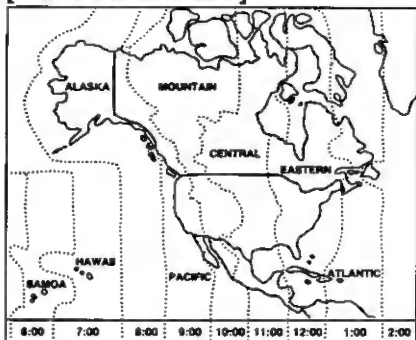 ALASKA MOUNTAIN
CENTRAL
EASTERN
HAWAII
SAMOA
PACIFIC
ATLANTIC
6:00 7:00 8:00 9:00 10:00 11:00 12:00 1:00 2:00